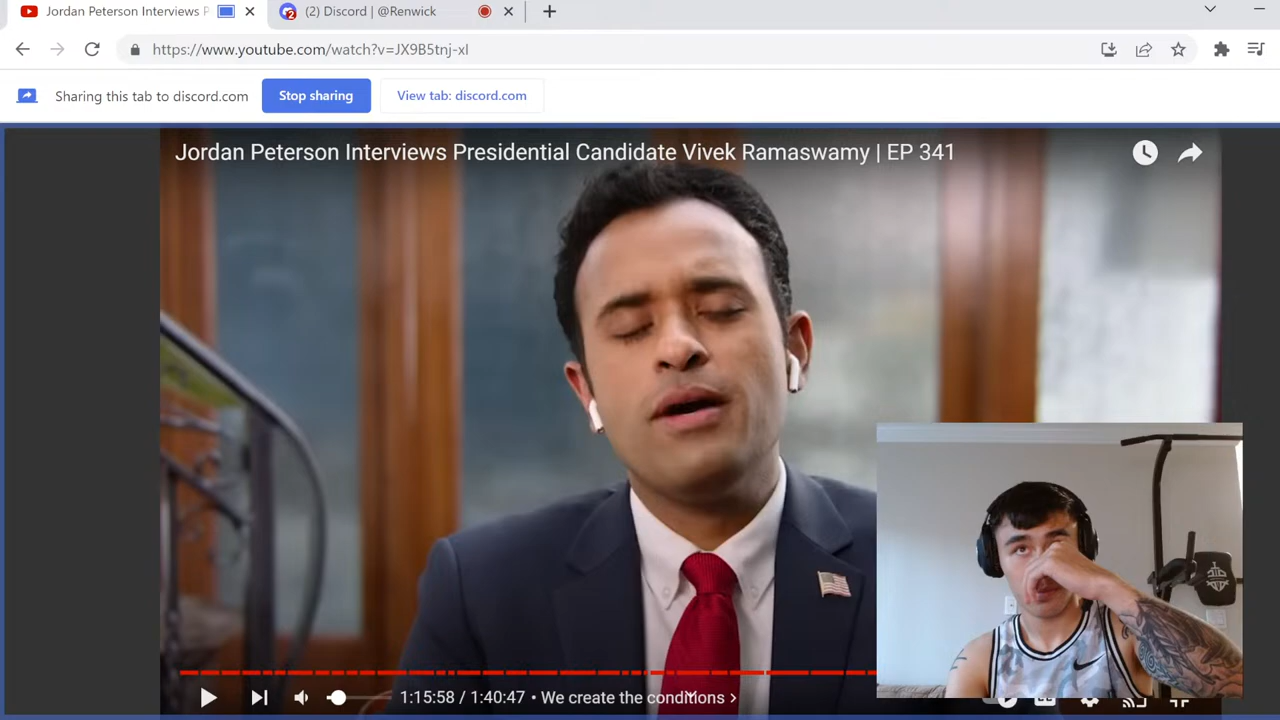 Jordan Peterson Interviews P
(2) Discord | @Renwick
https://www.youtube.com/watch?v=JX9B5tnj-xI
Sharing this tab to discord.com
Stop sharing
View tab: discord.com
Jordan Peterson Interviews Presidential Candidate Vivek Ramaswamy | EP 341
1:15:58 / 1:40:47 • We create the conditions >